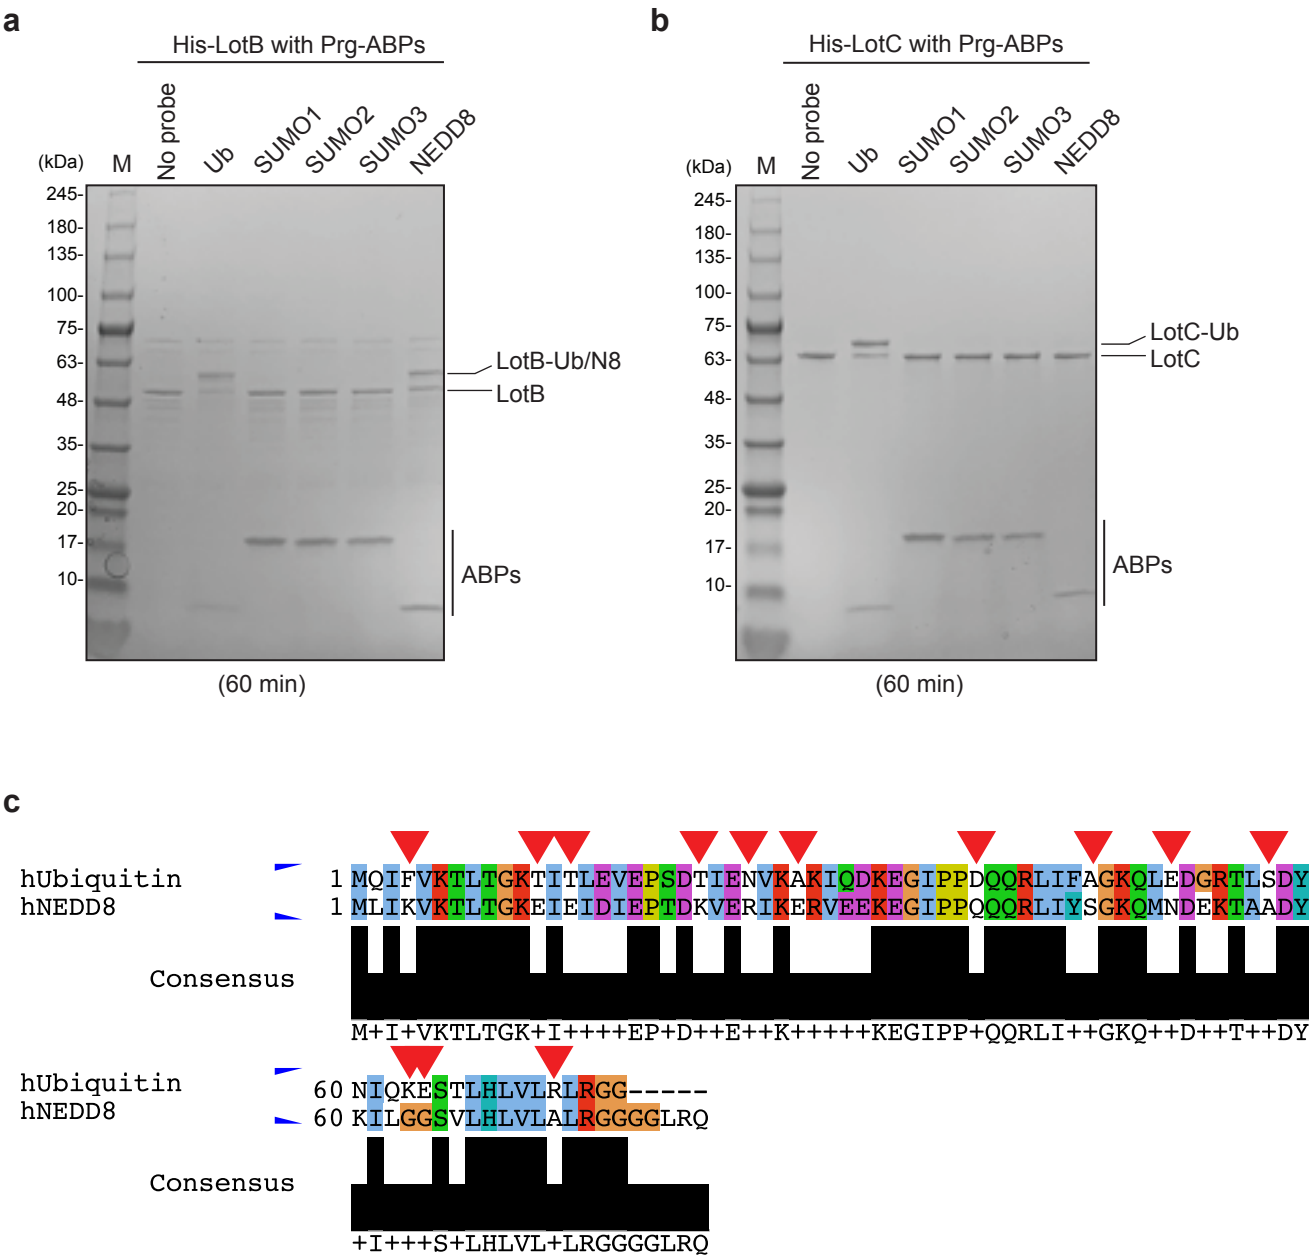 a
His-LotB with Prg-ABPs
(kDa) M No probe Ub SUMO1 SUMO2 SUMO3 NEDD8
245-
180-
135-
100-
75-
63-
48-
35-
25-
20-
17-
10-
LotB-Ub/N8
LotB
ABPs
(60 min)
b
His-LotC with Prg-ABPs
(kDa) M No probe Ub SUMO1 SUMO2 SUMO3 NEDD8
245-
180-
135-
100-
75-
63-
48-
35-
25-
20-
17-
10-
LotC-Ub
LotC
ABPs
(60 min)
c
hUbiquitin 1 MQIFVKTLTGKTITLEVEPSDTIENVKAKIQDKEGIPPDQQRLIFAGKQLEDGRTLSDY
hNEDD8 1 MLIKVKTLTGKEIEIDIEPTDKVERIKERVEEKEGIPPQQQRLIYSGKQMNDEKTAADY
Consensus
M+I+VKTLTGK+I++++EP+D++E++K+++++KEGIPP+QQRLI++GKQ++D++T++DY
hUbiquitin 60 NIQKESTLHLVLRLRGG-----
hNEDD8 60 KILGGSVLHLVLALRGGGGLRQ
Consensus
+I+++S+LHLVL+LRGGGGLRQ